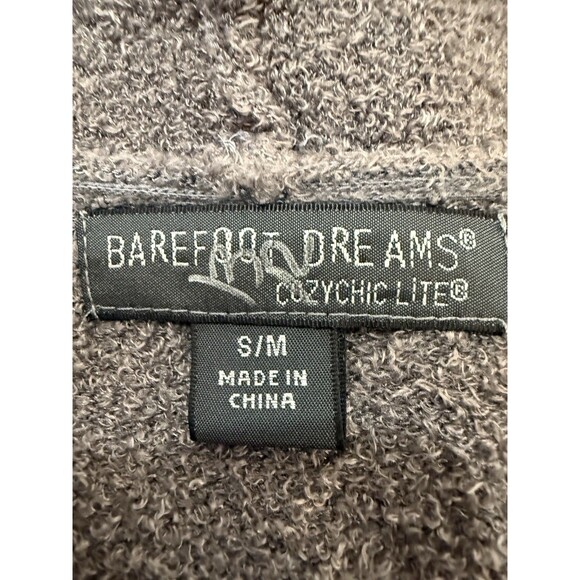 BAREFOOT DREAMS®
COZYCHIC LITE®
S/M
MADE IN
CHINA